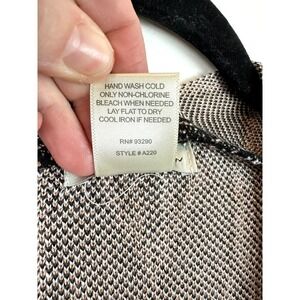 HAND WASH COLD
ONLY NON-CHLORINE
BLEACH WHEN NEEDED
LAY FLAT TO DRY
COOL IRON IF NEEDED
RN# 93290
STYLE # A220
M